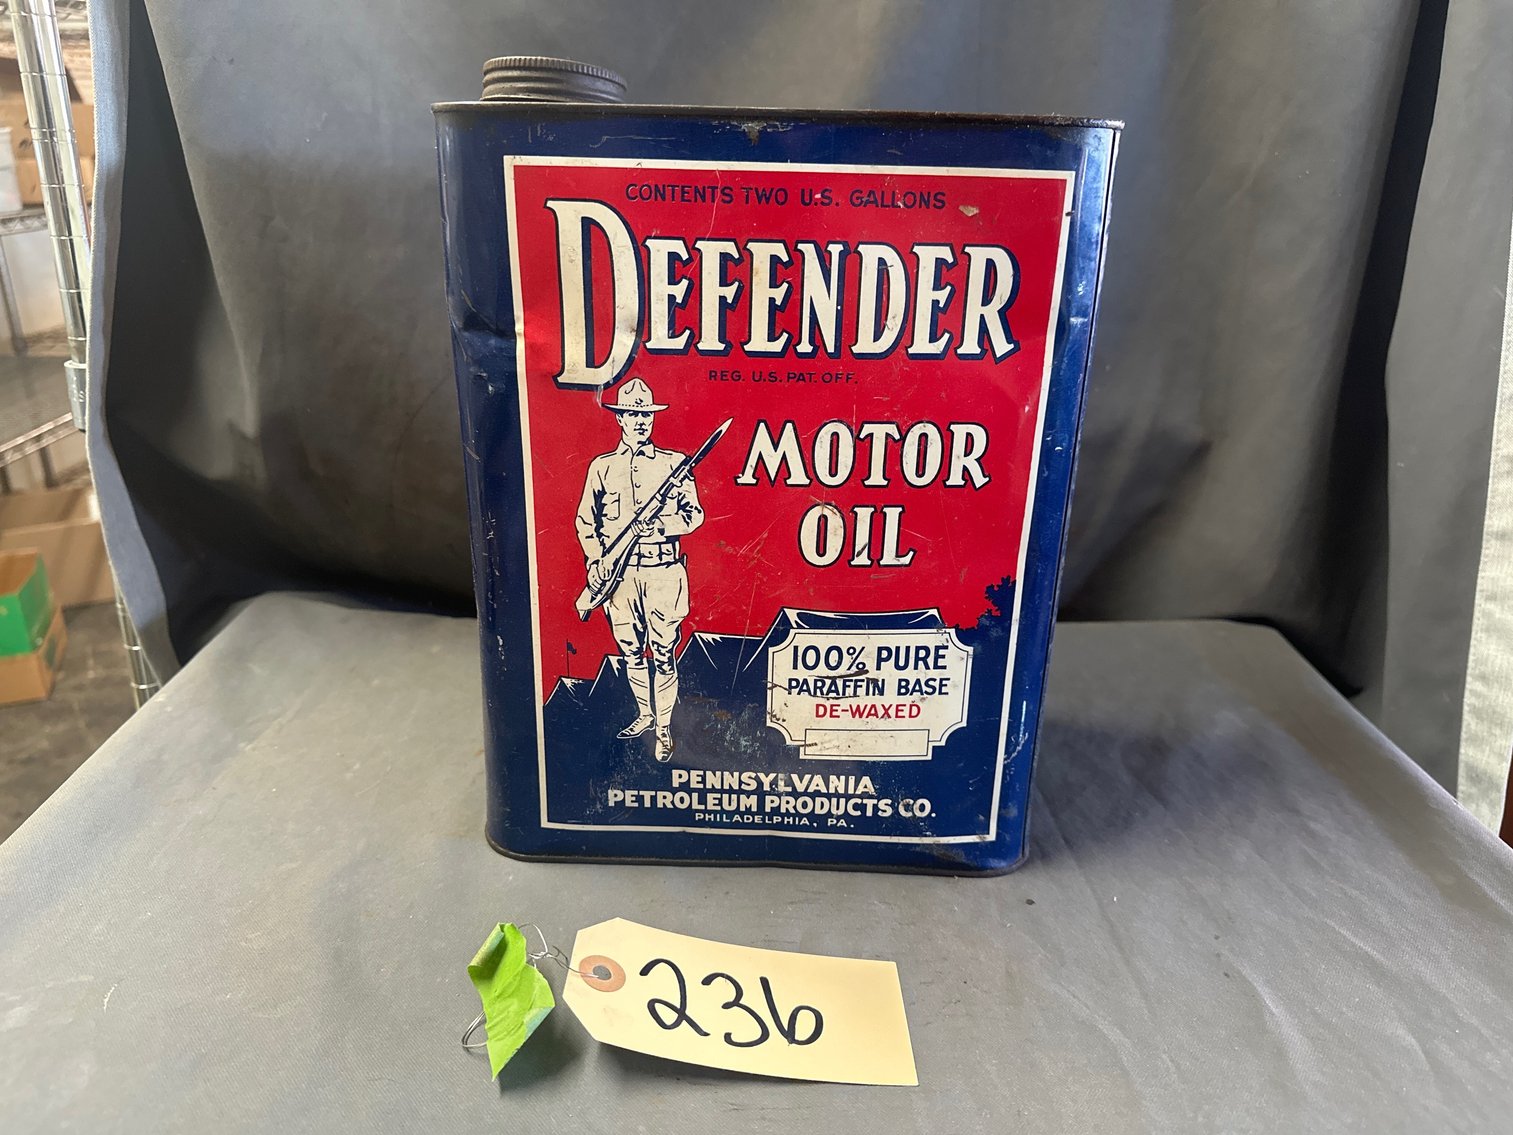 CONTENTS TWO U.S. GALLONS
DEFENDER
REG. U.S. PAT. OFF.
MOTOR
OIL
100% PURE
PARAFFIN BASE
DE-WAXED
PENNSYLVANIA
PETROLEUM PRODUCTS CO.
PHILADELPHIA, PA.
236